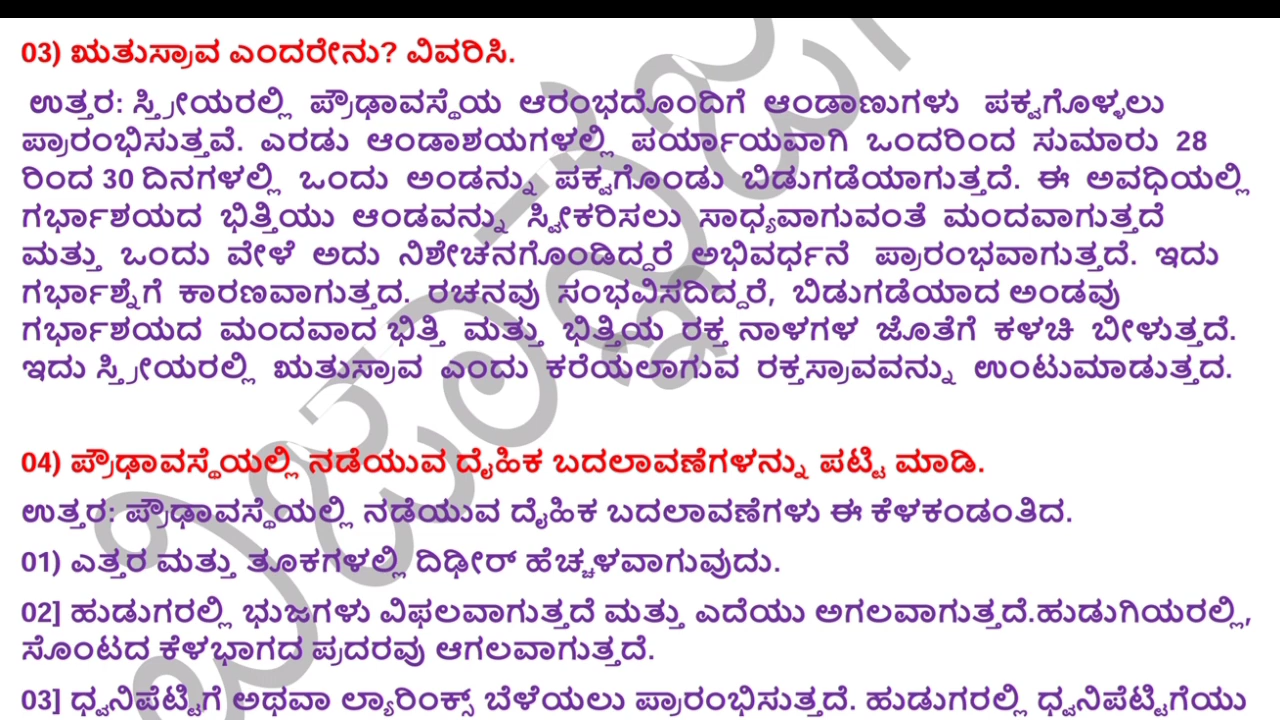 03) ಋತುಸ್ರಾವ ಎಂದರೇನು? ವಿವರಿಸಿ.
ಉತ್ತರ: ಸ್ತ್ರೀಯರಲ್ಲಿ ಪ್ರೌಢಾವಸ್ಥೆಯ ಆರಂಭದೊಂದಿಗೆ ಆಂಡಾಣುಗಳು ಪಕ್ವಗೊಳ್ಳಲು
ಪ್ರಾರಂಭಿಸುತ್ತವೆ. ಎರಡು ಆಂಡಾಶಯಗಳಲ್ಲಿ ಪರ್ಯಾಯವಾಗಿ ಒಂದರಿಂದ ಸುಮಾರು 28
ರಿಂದ 30 ದಿನಗಳಲ್ಲಿ ಒಂದು ಅಂಡನ್ನು ಪಕ್ವಗೊಂಡು ಬಿಡುಗಡೆಯಾಗುತ್ತದೆ. ಈ ಅವಧಿಯಲ್ಲಿ
ಗರ್ಭಾಶಯದ ಭಿತ್ತಿಯು ಆಂಡವನ್ನು ಸ್ವೀಕರಿಸಲು ಸಾಧ್ಯವಾಗುವಂತೆ ಮಂದವಾಗುತ್ತದೆ
ಮತ್ತು ಒಂದು ವೇಳೆ ಅದು ನಿಶೇಚನಗೊಂಡಿದ್ದರೆ ಅಭಿವರ್ಧನೆ ಪ್ರಾರಂಭವಾಗುತ್ತದೆ. ಇದು
ಗರ್ಭಾಶ್ನೆಗೆ ಕಾರಣವಾಗುತ್ತದ. ರಚನವು ಸಂಭವಿಸದಿದ್ದರೆ, ಬಿಡುಗಡೆಯಾದ ಅಂಡವು
ಗರ್ಭಾಶಯದ ಮಂದವಾದ ಭಿತ್ತಿ ಮತ್ತು ಭಿತ್ತಿಯ ರಕ್ತ ನಾಳಗಳ ಜೊತೆಗೆ ಕಳಚಿ ಬೀಳುತ್ತದೆ.
ಇದು ಸ್ತ್ರೀಯರಲ್ಲಿ ಋತುಸ್ರಾವ ಎಂದು ಕರೆಯಲಾಗುವ ರಕ್ತಸ್ರಾವವನ್ನು ಉಂಟುಮಾಡುತ್ತದ.
04) ಪ್ರೌಢಾವಸ್ಥೆಯಲ್ಲಿ ನಡೆಯುವ ದೈಹಿಕ ಬದಲಾವಣೆಗಳನ್ನು ಪಟ್ಟಿ ಮಾಡಿ.
ಉತ್ತರ: ಪ್ರೌಢಾವಸ್ಥೆಯಲ್ಲಿ ನಡೆಯುವ ದೈಹಿಕ ಬದಲಾವಣೆಗಳು ಈ ಕೆಳಕಂಡಂತಿದ.
01) ಎತ್ತರ ಮತ್ತು ತೂಕಗಳಲ್ಲಿ ದಿಢೀರ್ ಹೆಚ್ಚಳವಾಗುವುದು.
02] ಹುಡುಗರಲ್ಲಿ ಭುಜಗಳು ವಿಫಲವಾಗುತ್ತದೆ ಮತ್ತು ಎದೆಯು ಅಗಲವಾಗುತ್ತದೆ.ಹುಡುಗಿಯರಲ್ಲಿ,
ಸೊಂಟದ ಕೆಳಭಾಗದ ಪ್ರದರವು ಆಗಲವಾಗುತ್ತದೆ.
03] ಧ್ವನಿಪೆಟ್ಟಿಗೆ ಅಥವಾ ಲ್ಯಾರಿಂಕ್ಸ್ ಬೆಳೆಯಲು ಪ್ರಾರಂಭಿಸುತ್ತದೆ. ಹುಡುಗರಲ್ಲಿ ಧ್ವನಿಪೆಟ್ಟಿಗೆಯು